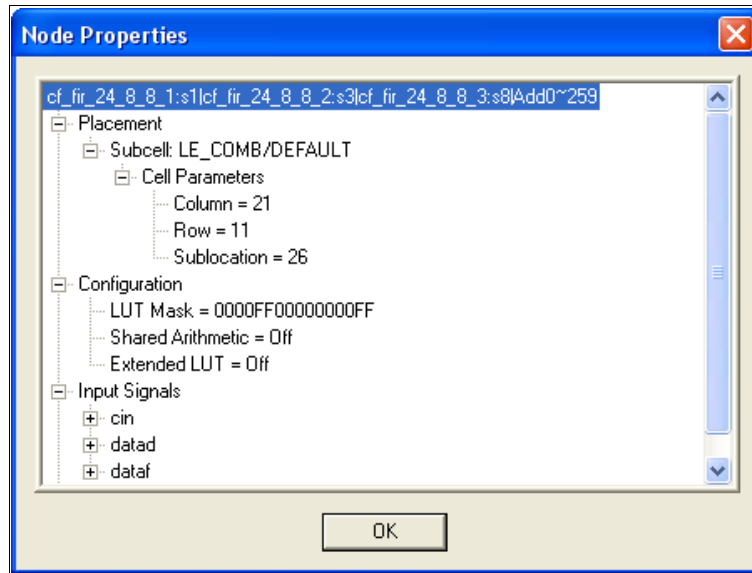 Node Properties
cf_fir_24_8_8_1:s1|cf_fir_24_8_8_2:s3|cf_fir_24_8_8_3:s8|Add0~259
Placement
Subcell: LE_COMB/DEFAULT
Cell Parameters
Column = 21
Row = 11
Sublocation = 26
Configuration
LUT Mask = 0000FF00000000FF
Shared Arithmetic = Off
Extended LUT = Off
Input Signals
cin
datad
dataf
OK